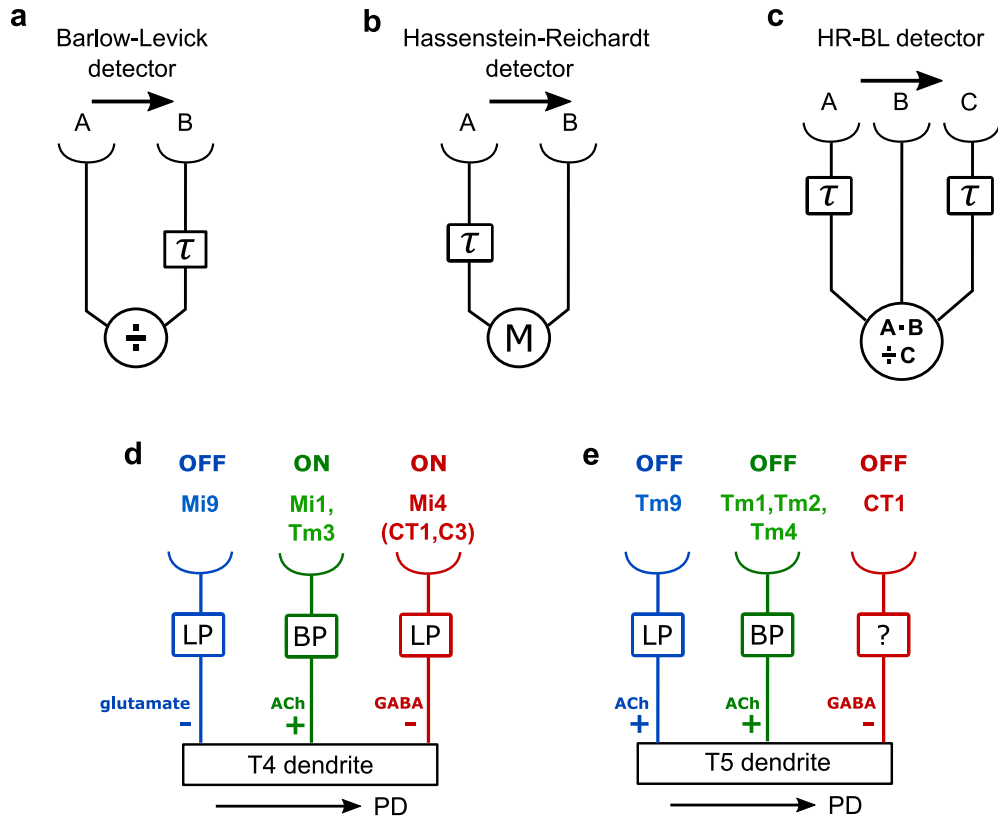 a
Barlow-Levick
detector
A B
τ
÷
b
Hassenstein-Reichardt
detector
A B
τ
M
c
HR-BL detector
A B C
τ τ
A·B
÷C
d
OFF ON ON
Mi9 Mi1, Mi4
Tm3 (CT1,C3)
LP BP LP
glutamate ACh GABA
- + -
T4 dendrite
PD
e
OFF OFF OFF
Tm9 Tm1,Tm2, CT1
Tm4
LP BP ?
ACh ACh GABA
+ + -
T5 dendrite
PD